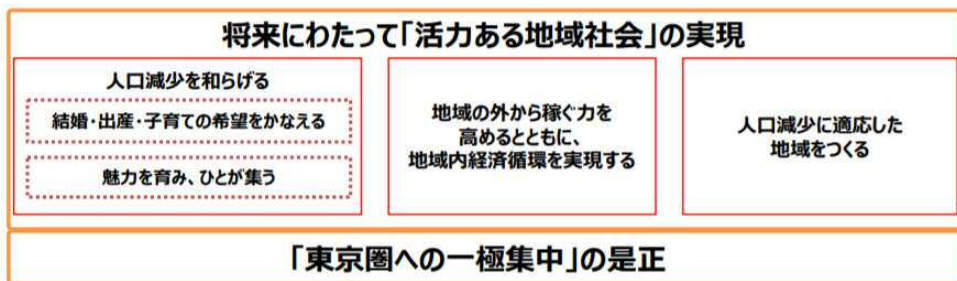 将来にわたって「活力ある地域社会」の実現
人口減少を和らげる
結婚・出産・子育ての希望をかなえる
魅力を育み、ひとが集う
地域の外から稼ぐ力を
高めるとともに、
地域内経済循環を実現する
人口減少に適応した
地域をつくる
「東京圏への一極集中」の是正